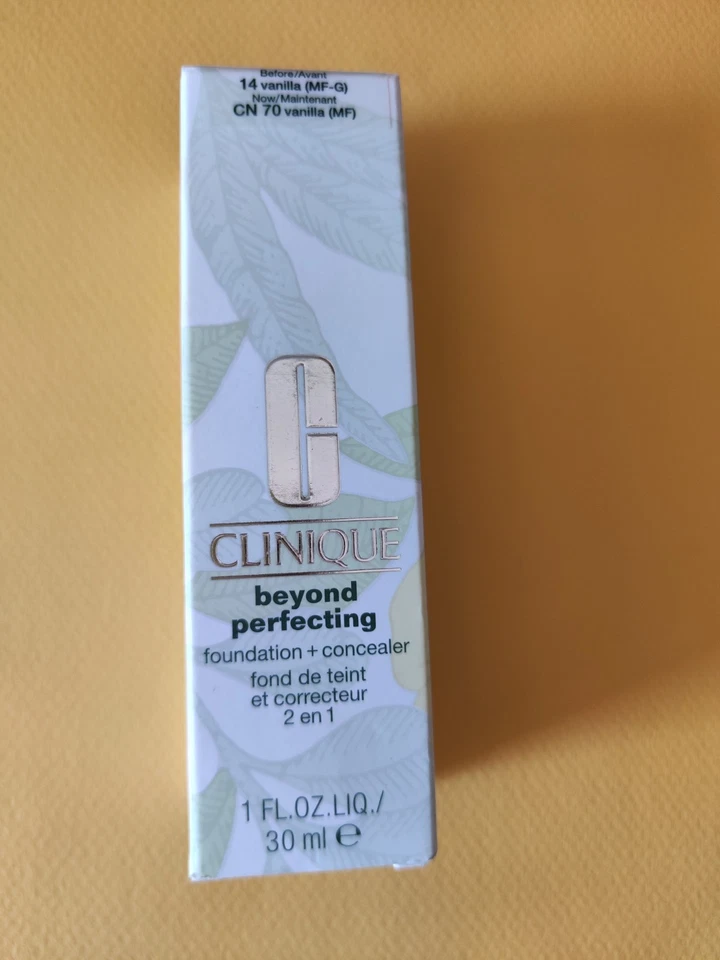 Before/Avant
14 vanilla (MF-G)
Now/Maintenant
CN 70 vanilla (MF)
CLINIQUE
beyond
perfecting
foundation + concealer
fond de teint
et correcteur
2 en 1
1 FL.OZ.LIQ./
30 ml ℮